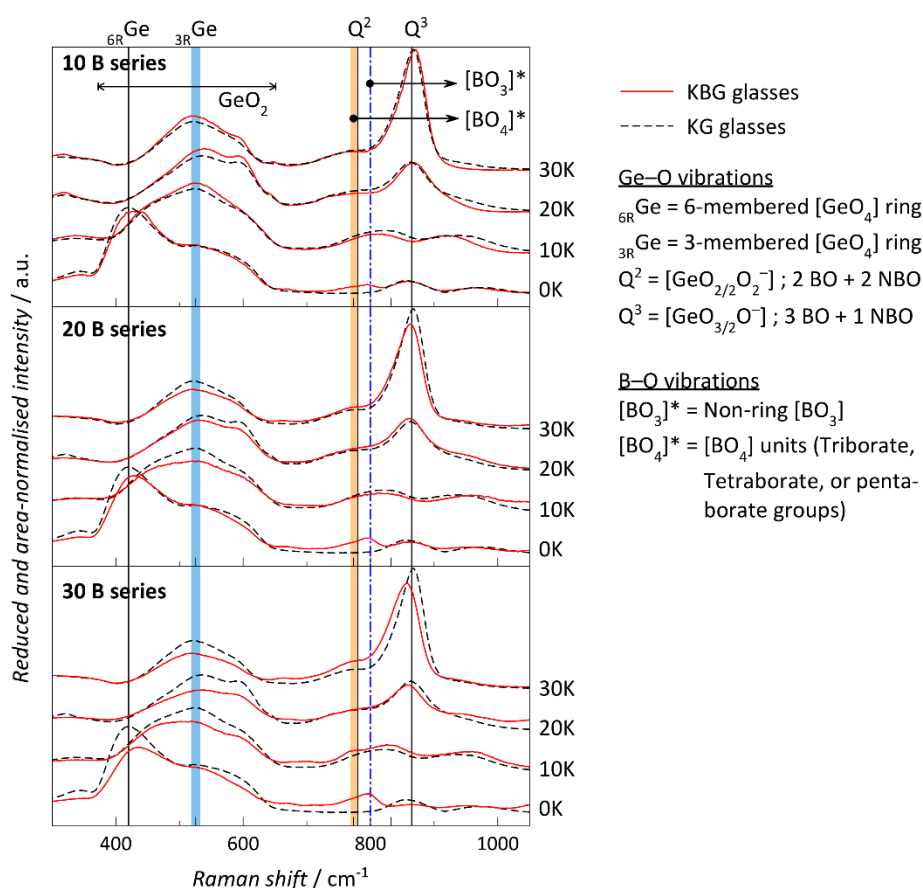 6RGe 3RGe Q² Q³
10 B series
GeO₂
[BO₃]*
[BO₄]*
30K
20K
10K
0K
20 B series
30K
20K
10K
0K
30 B series
30K
20K
10K
0K
400 600 800 1000
Raman shift / cm⁻¹
Reduced and area-normalised intensity / a.u.
KBG glasses
KG glasses
Ge–O vibrations
6RGe = 6-membered [GeO₄] ring
3RGe = 3-membered [GeO₄] ring
Q² = [GeO₂/₂O₂⁻] ; 2 BO + 2 NBO
Q³ = [GeO₃/₂O⁻] ; 3 BO + 1 NBO
B–O vibrations
[BO₃]* = Non-ring [BO₃]
[BO₄]* = [BO₄] units (Triborate,
Tetraborate, or penta-
borate groups)